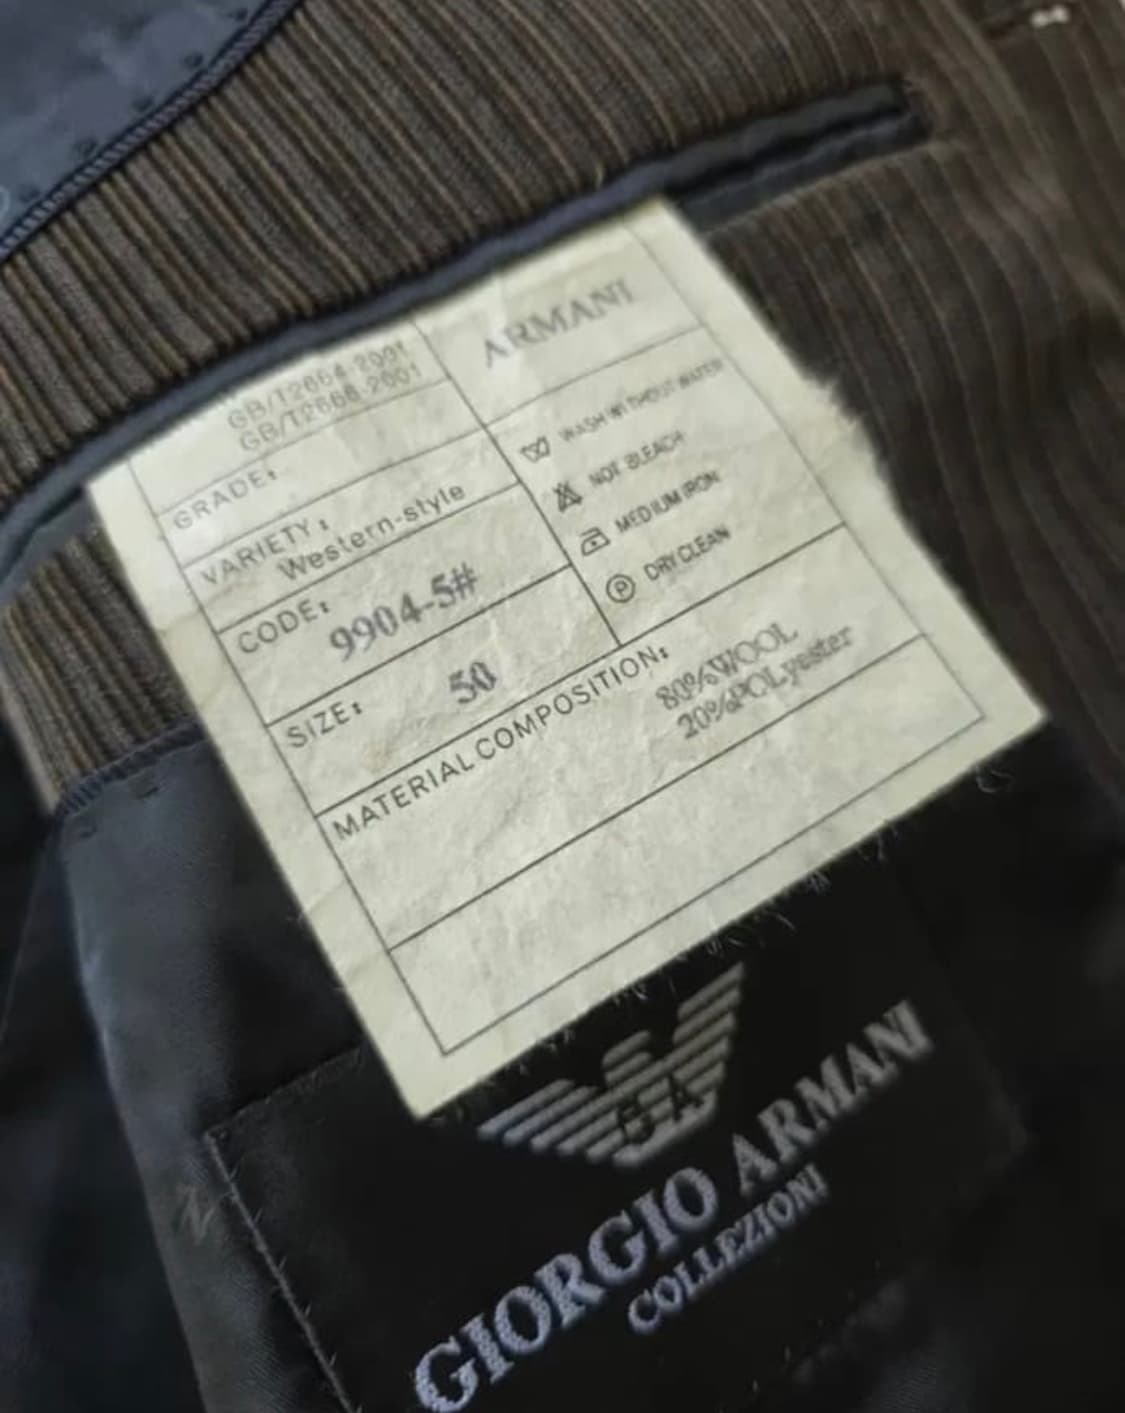 GB/T2664-2001
GB/T2666-2001
GRADE:
VARIETY:
Western-style
CODE:
9904-5#
SIZE: 50
ARMANI
WASH WITHOUT WATER
NOT BLEACH
MEDIUM IRON
P DRY CLEAN
MATERIAL COMPOSITION:
80%WOOL
20%POLyester
GA
GIORGIO ARMANI
COLLEZIONI